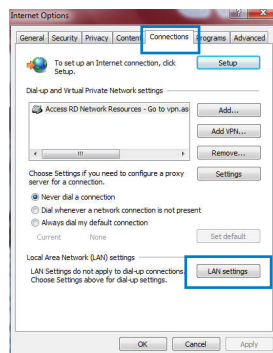 Internet Options
General Security Privacy Content Connections Programs Advanced
To set up an Internet connection, click
Setup.
Setup
Dial-up and Virtual Private Network settings
Access RD Network Resources - Go to vpn.as
Add...
Add VPN...
Remove...
Choose Settings if you need to configure a proxy
server for a connection.
Settings
Never dial a connection
Dial whenever a network connection is not present
Always dial my default connection
Current None
Set default
Local Area Network (LAN) settings
LAN Settings do not apply to dial-up connections.
Choose Settings above for dial-up settings.
LAN settings
OK Cancel Apply